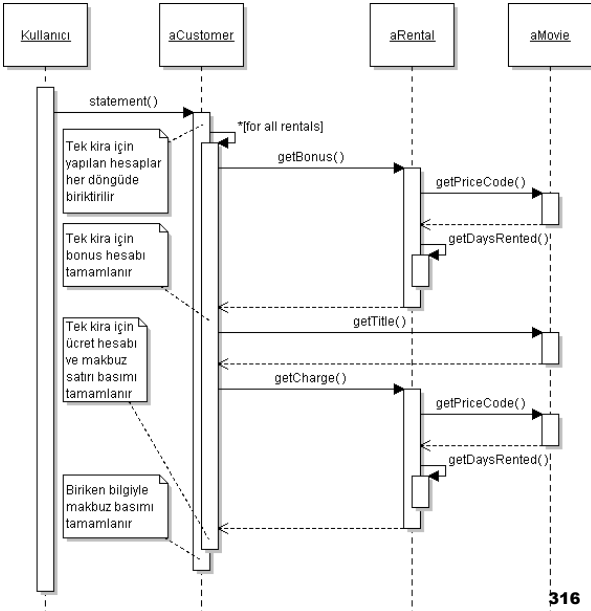 Kullanıcı
aCustomer
aRental
aMovie
statement()
*[for all rentals]
Tek kira için
yapılan hesaplar
her döngüde
biriktirilir
getBonus()
getPriceCode()
getDaysRented()
Tek kira için
bonus hesabı
tamamlanır
getTitle()
Tek kira için
ücret hesabı
ve makbuz
satırı basımı
tamamlanır
getCharge()
getPriceCode()
getDaysRented()
Biriken bilgiyle
makbuz basımı
tamamlanır
316